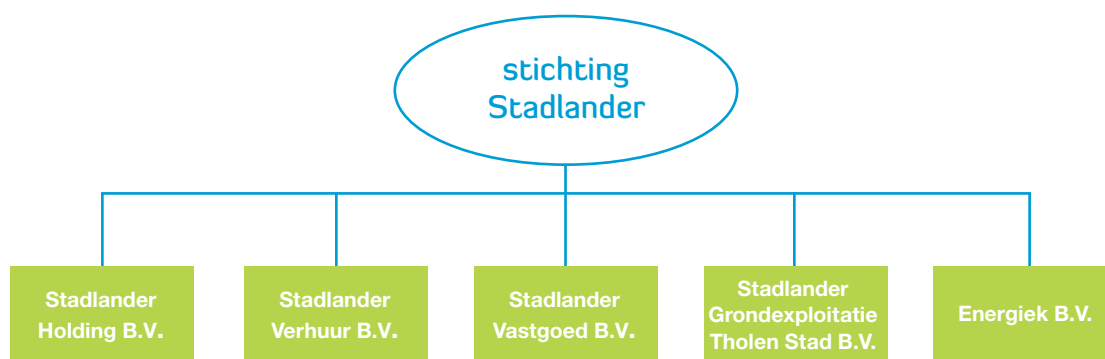 stichting
Stadlander
Stadlander
Holding B.V.
Stadlander
Verhuur B.V.
Stadlander
Vastgoed B.V.
Stadlander
Grondexploitatie
Tholen Stad B.V.
Energiek B.V.